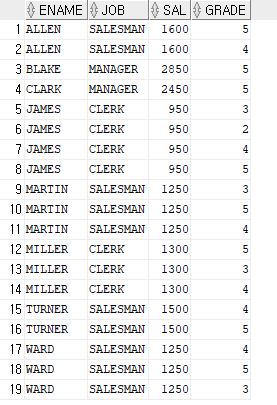 ENAME JOB SAL GRADE
1 ALLEN SALESMAN 1600 5
2 ALLEN SALESMAN 1600 4
3 BLAKE MANAGER 2850 5
4 CLARK MANAGER 2450 5
5 JAMES CLERK 950 3
6 JAMES CLERK 950 2
7 JAMES CLERK 950 4
8 JAMES CLERK 950 5
9 MARTIN SALESMAN 1250 3
10 MARTIN SALESMAN 1250 5
11 MARTIN SALESMAN 1250 4
12 MILLER CLERK 1300 5
13 MILLER CLERK 1300 3
14 MILLER CLERK 1300 4
15 TURNER SALESMAN 1500 4
16 TURNER SALESMAN 1500 5
17 WARD SALESMAN 1250 4
18 WARD SALESMAN 1250 5
19 WARD SALESMAN 1250 3